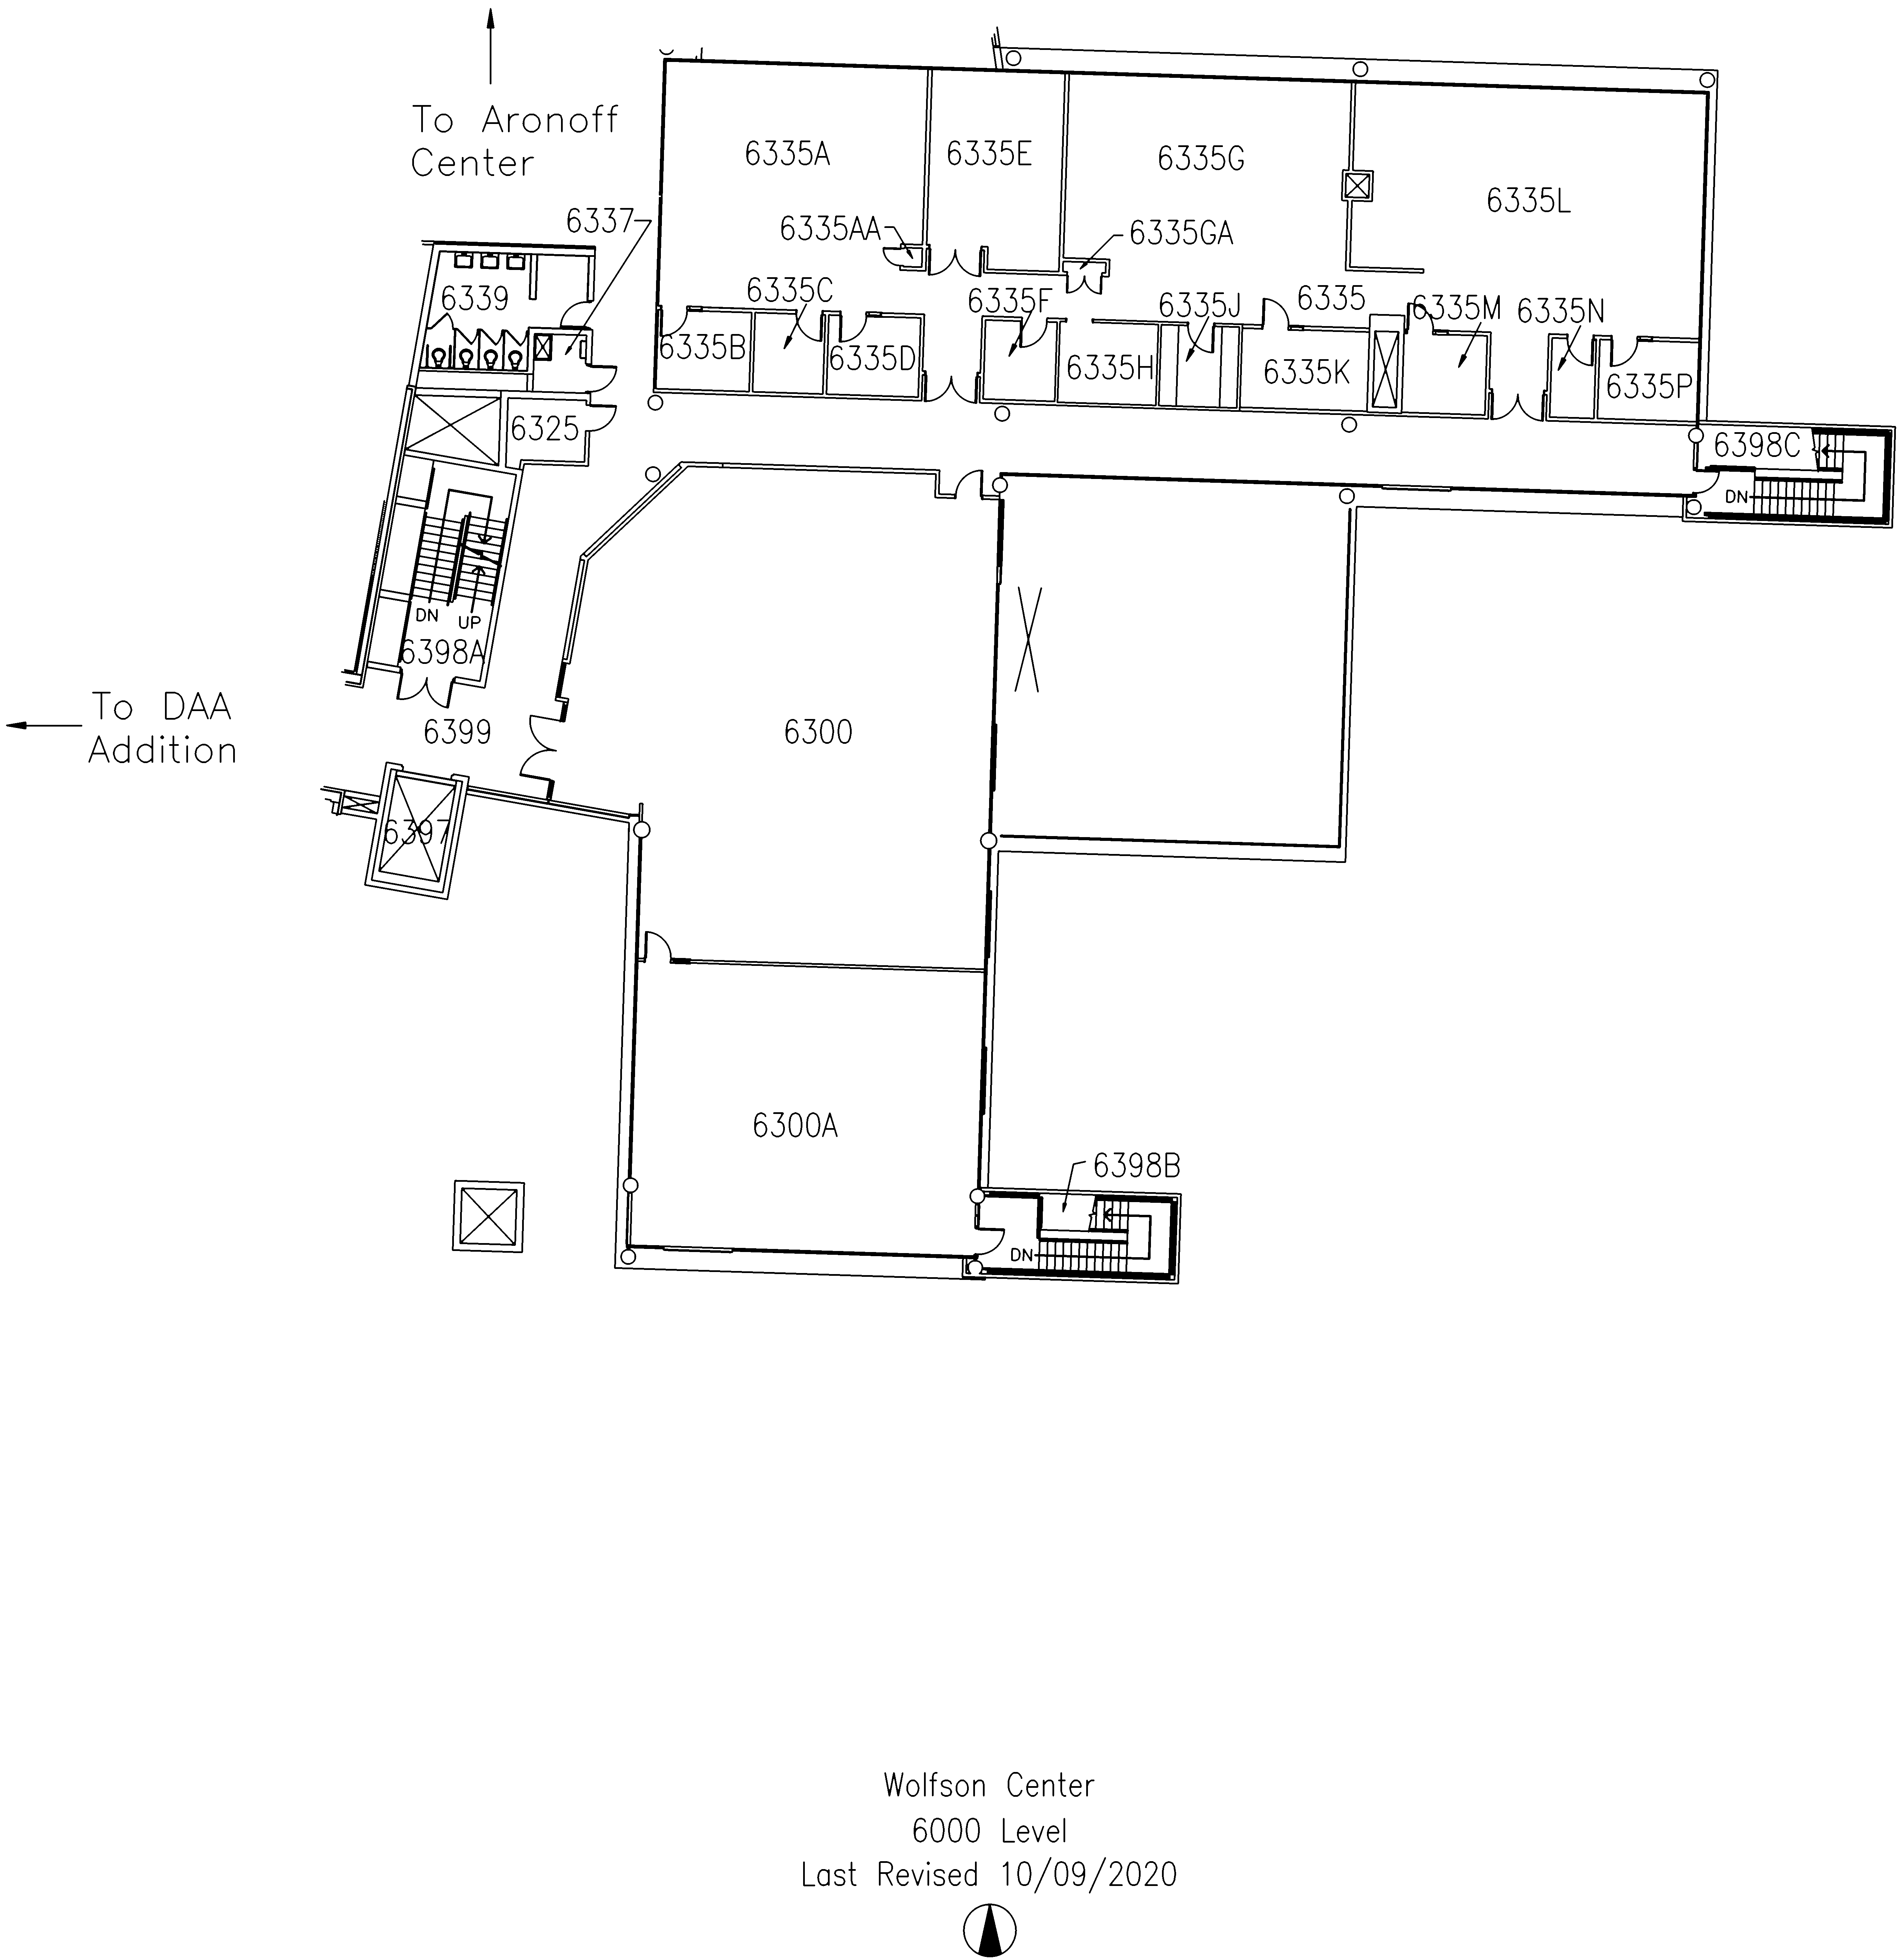 To Aronoff
Center
6335A
6335E
6335G
6335L
6337
6335AA
6335GA
6339
6335C
6335F
6335J
6335
6335M
6335N
6335B
6335D
6335H
6335K
6335P
6325
6398C
DN
DN
UP
6398A
To DAA
Addition
6399
6300
6397
6300A
6398B
DN
Wolfson Center
6000 Level
Last Revised 10/09/2020